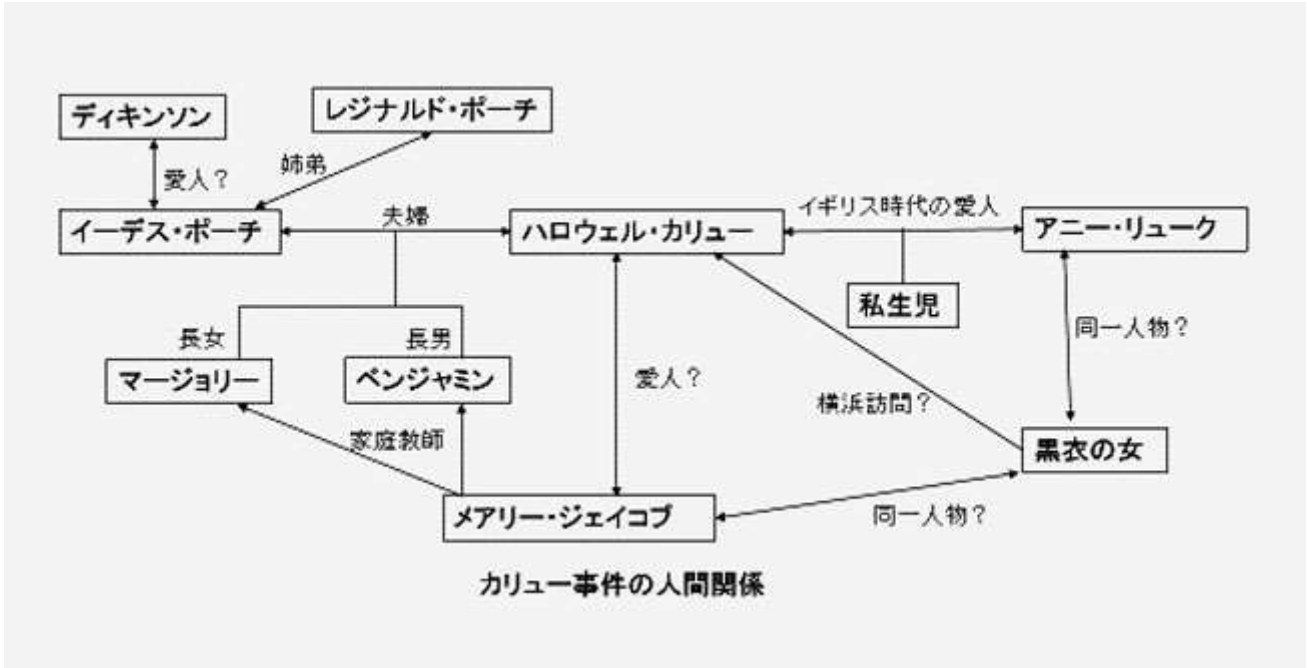 ディキンソン
レジナルド・ポーチ
愛人？
姉弟
イーデス・ポーチ
夫婦
ハロウェル・カリュー
イギリス時代の愛人
アニー・リューク
私生児
長女
長男
同一人物？
マージョリー
ベンジャミン
愛人？
横浜訪問？
家庭教師
黒衣の女
メアリー・ジェイコブ
同一人物？
カリュー事件の人間関係